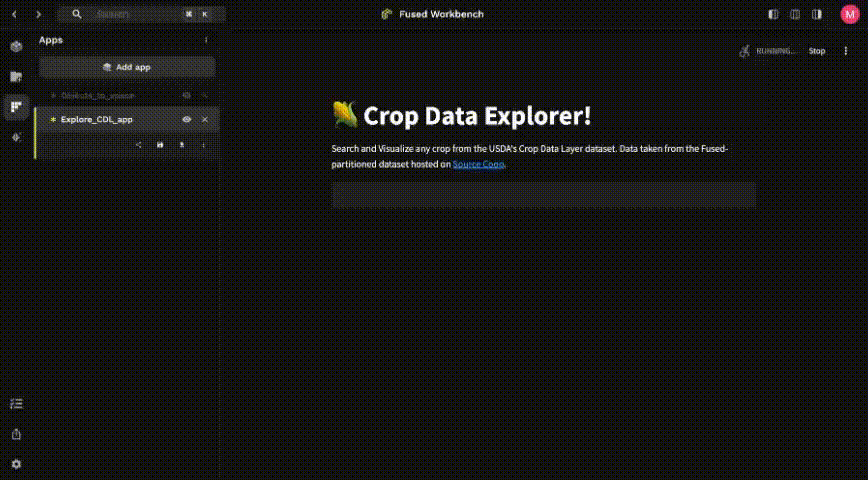 Search
⌘ K
Fused Workbench
M
Apps
RUNNING...
Stop
Add app
Explore_CDL_app
🌽 Crop Data Explorer!
Search and Visualize any crop from the USDA's Crop Data Layer dataset. Data taken from the Fused-
partitioned dataset hosted on Source Coop.